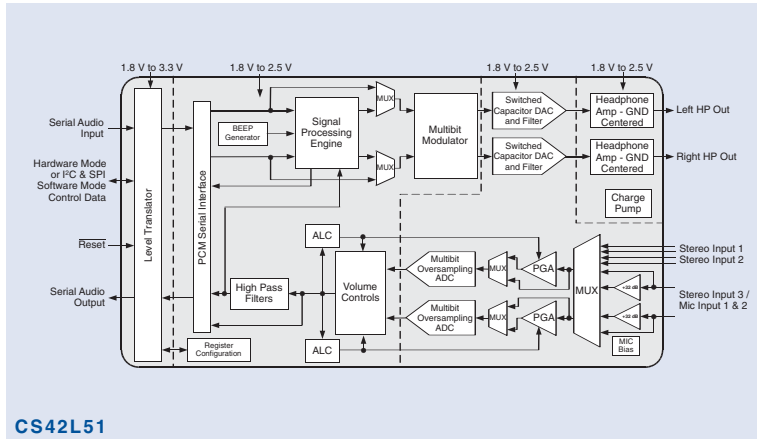 1.8 V to 3.3 V
1.8 V to 2.5 V
1.8 V to 2.5 V
1.8 V to 2.5 V
Serial Audio
Input
Hardware Mode
or I²C & SPI
Software Mode
Control Data
Reset
Serial Audio
Output
Level Translator
PCM Serial Interface
BEEP
Generator
Signal
Processing
Engine
MUX
MUX
Multibit
Modulator
Switched
Capacitor DAC
and Filter
Switched
Capacitor DAC
and Filter
Headphone
Amp - GND
Centered
Headphone
Amp - GND
Centered
Left HP Out
Right HP Out
Charge
Pump
ALC
High Pass
Filters
Volume
Controls
ALC
Register
Configuration
Multibit
Oversampling
ADC
Multibit
Oversampling
ADC
MUX
MUX
PGA
PGA
MUX
+32 dB
+32 dB
MIC
Bias
Stereo Input 1
Stereo Input 2
Stereo Input 3 /
Mic Input 1 & 2
CS42L51